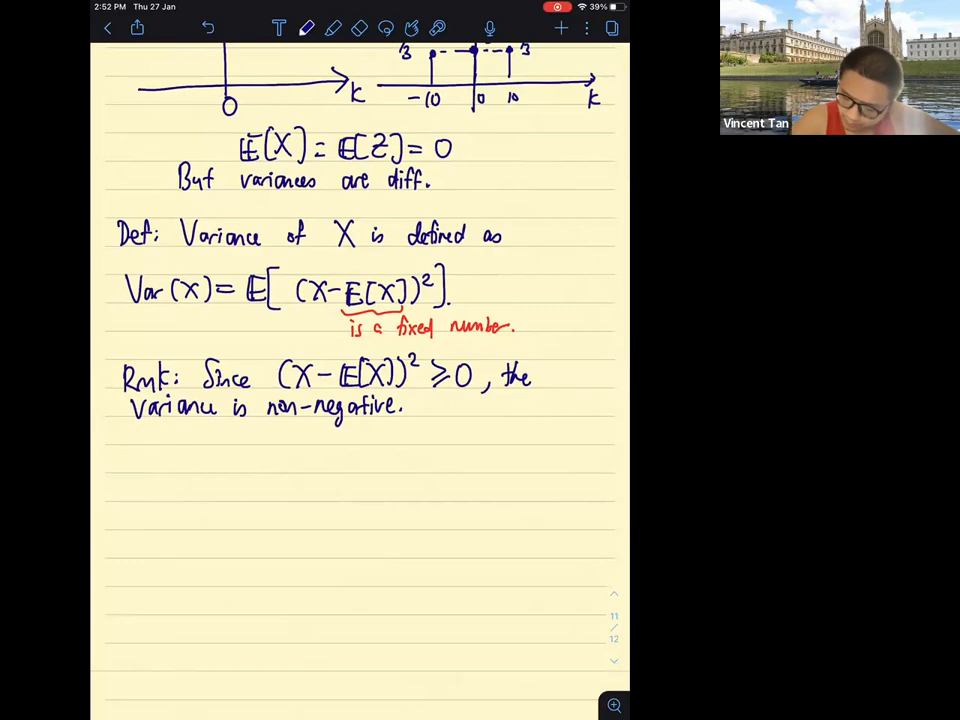 2:52 PM Thu 27 Jan
39%
3 3
K -10 0 10 K
0
E[X] = E[Z] = 0
But variances are diff.
Def: Variance of X is defined as
Var(X) = E[ (X-E[X])²].
is a fixed number.
Rmk: Since (X - E[X])² ≥ 0, the
variance is non-negative.
11
/
12
Vincent Tan